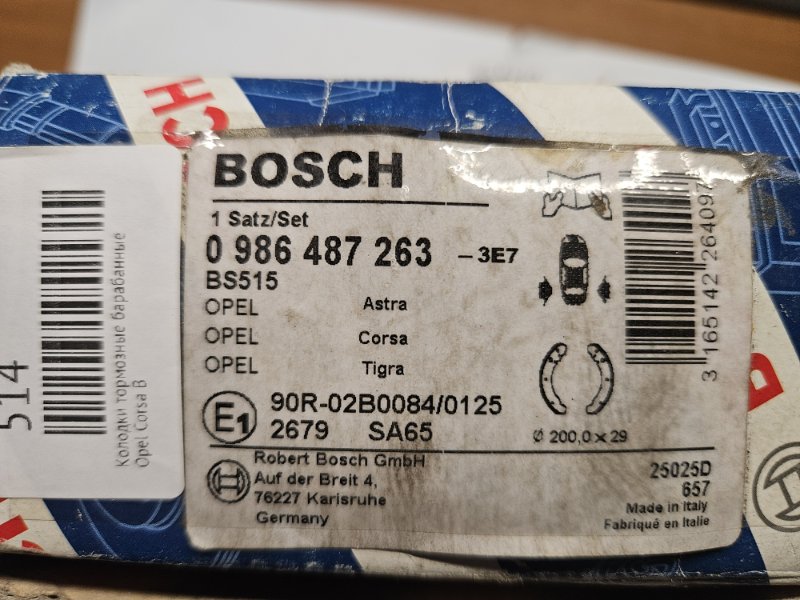 BOSCH
1 Satz/Set
0 986 487 263 – 3E7
BS515
OPEL Astra
OPEL Corsa
OPEL Tigra
E1
90R-02B0084/0125
2679 SA65
Ø 200,0 x 29
Robert Bosch GmbH
Auf der Breit 4,
76227 Karlsruhe
Germany
25025D
657
Made in Italy
Fabriqué en Italie
3 165142 264097
514
Колодки тормозные барабанные
Opel Corsa B